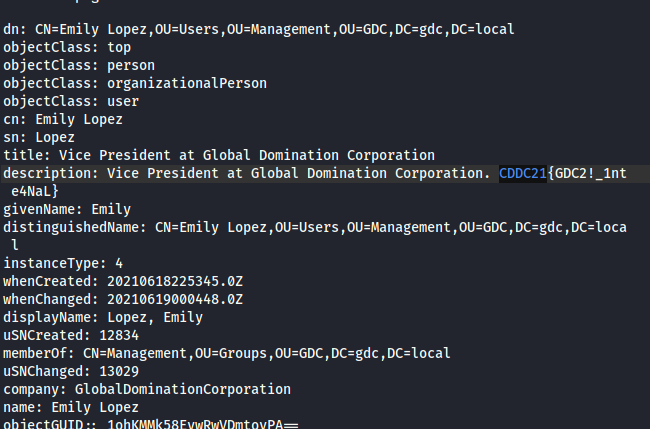 dn: CN=Emily Lopez,OU=Users,OU=Management,OU=GDC,DC=gdc,DC=local
objectClass: top
objectClass: person
objectClass: organizationalPerson
objectClass: user
cn: Emily Lopez
sn: Lopez
title: Vice President at Global Domination Corporation
description: Vice President at Global Domination Corporation. CDDC21{GDC2!_1nt
e4NaL}
givenName: Emily
distinguishedName: CN=Emily Lopez,OU=Users,OU=Management,OU=GDC,DC=gdc,DC=loca
l
instanceType: 4
whenCreated: 20210618225345.0Z
whenChanged: 20210619000448.0Z
displayName: Lopez, Emily
uSNCreated: 12834
memberOf: CN=Management,OU=Groups,OU=GDC,DC=gdc,DC=local
uSNChanged: 13029
company: GlobalDominationCorporation
name: Emily Lopez
objectGUID::